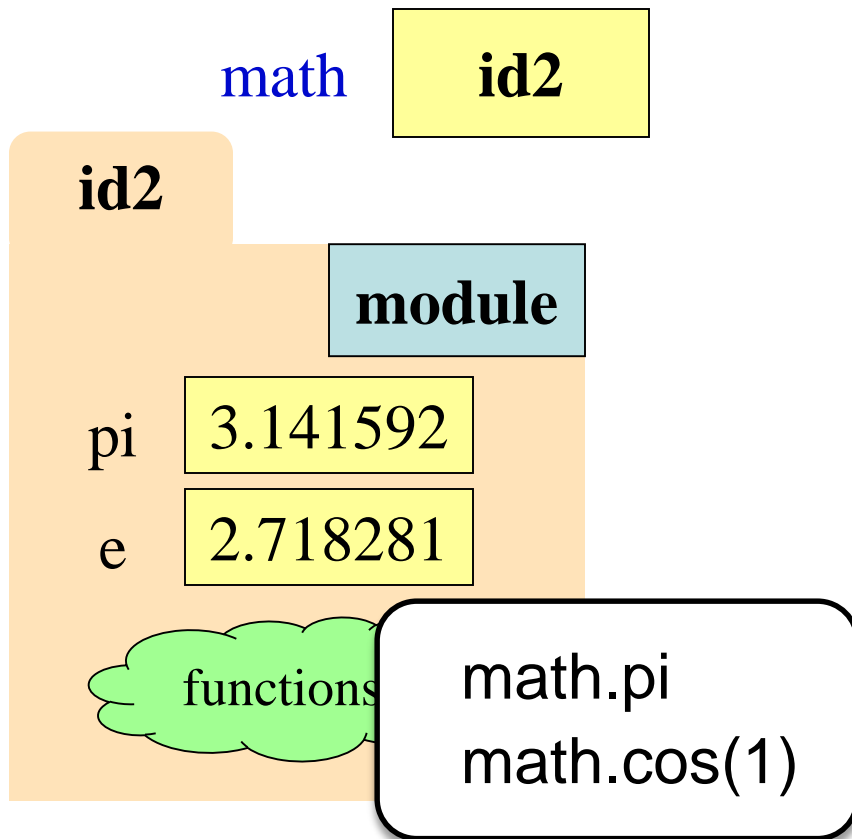 math id2
id2
module
pi 3.141592
e 2.718281
functions
math.pi
math.cos(1)